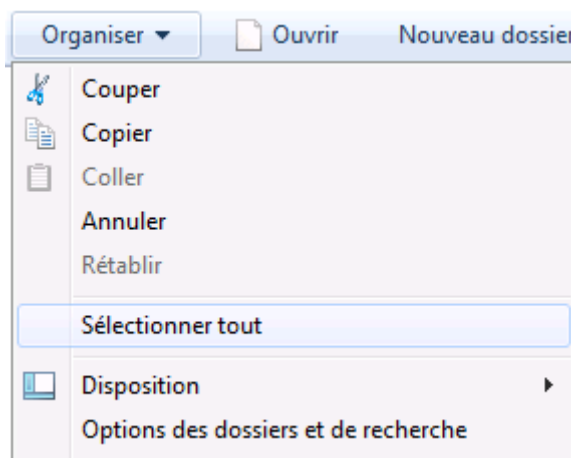 Organiser Ouvrir Nouveau dossier
Couper
Copier
Coller
Annuler
Rétablir
Sélectionner tout
Disposition
Options des dossiers et de recherche